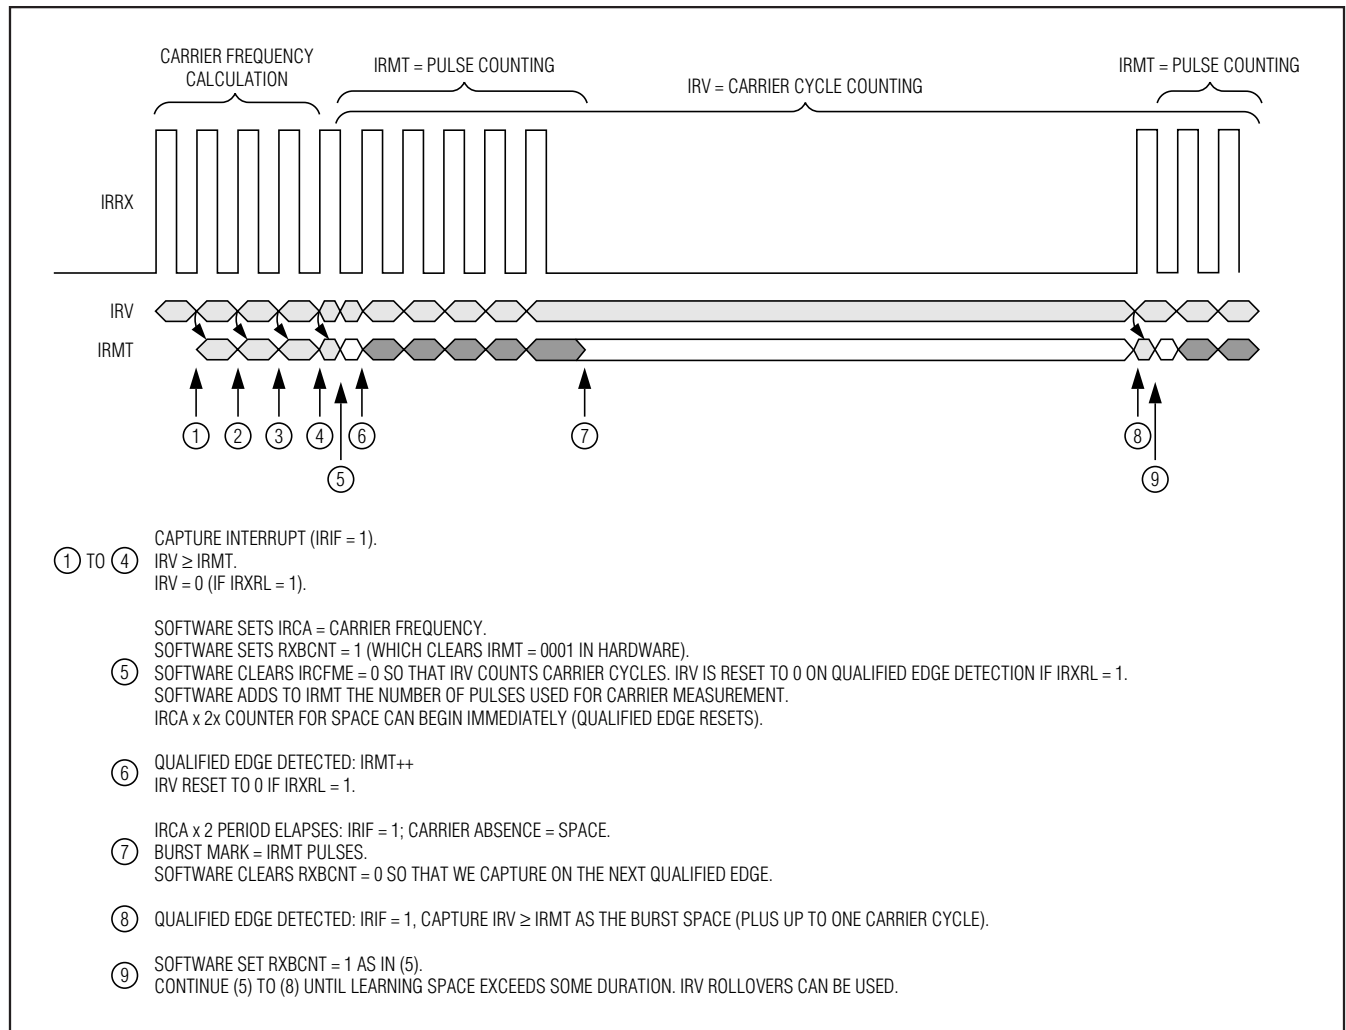 CARRIER FREQUENCY
CALCULATION
IRMT = PULSE COUNTING
IRV = CARRIER CYCLE COUNTING
IRMT = PULSE COUNTING
IRRX
IRV
IRMT
1
2
3
4
6
7
8
5
9
1 TO 4
CAPTURE INTERRUPT (IRIF = 1).
IRV ≥ IRMT.
IRV = 0 (IF IRXRL = 1).
5
SOFTWARE SETS IRCA = CARRIER FREQUENCY.
SOFTWARE SETS RXBCNT = 1 (WHICH CLEARS IRMT = 0001 IN HARDWARE).
SOFTWARE CLEARS IRCFME = 0 SO THAT IRV COUNTS CARRIER CYCLES. IRV IS RESET TO 0 ON QUALIFIED EDGE DETECTION IF IRXRL = 1.
SOFTWARE ADDS TO IRMT THE NUMBER OF PULSES USED FOR CARRIER MEASUREMENT.
IRCA x 2x COUNTER FOR SPACE CAN BEGIN IMMEDIATELY (QUALIFIED EDGE RESETS).
6
QUALIFIED EDGE DETECTED: IRMT++
IRV RESET TO 0 IF IRXRL = 1.
7
IRCA x 2 PERIOD ELAPSES: IRIF = 1; CARRIER ABSENCE = SPACE.
BURST MARK = IRMT PULSES.
SOFTWARE CLEARS RXBCNT = 0 SO THAT WE CAPTURE ON THE NEXT QUALIFIED EDGE.
8
QUALIFIED EDGE DETECTED: IRIF = 1, CAPTURE IRV ≥ IRMT AS THE BURST SPACE (PLUS UP TO ONE CARRIER CYCLE).
9
SOFTWARE SET RXBCNT = 1 AS IN (5).
CONTINUE (5) TO (8) UNTIL LEARNING SPACE EXCEEDS SOME DURATION. IRV ROLLOVERS CAN BE USED.